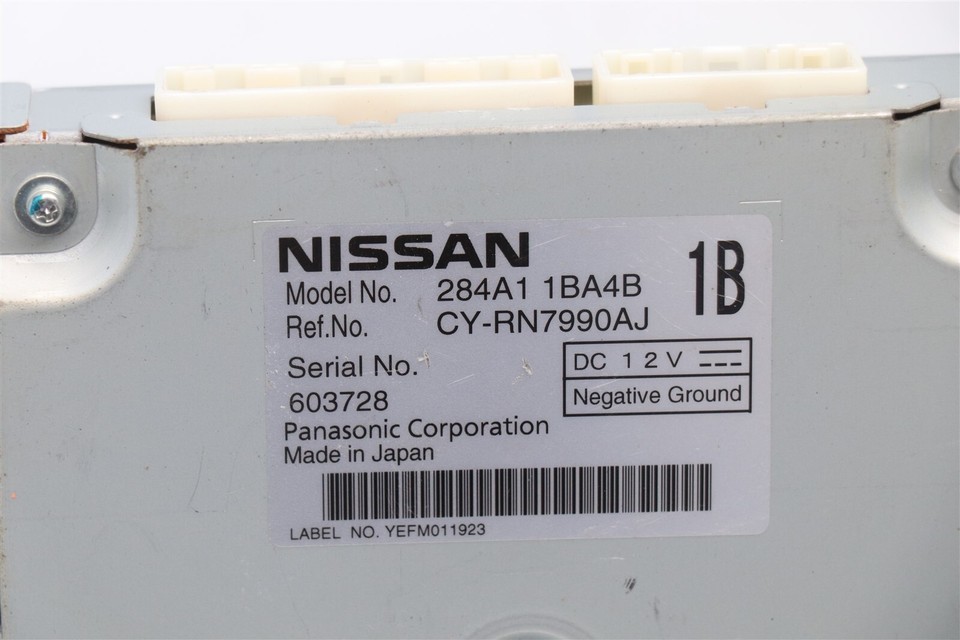 NISSAN
1B
Model No. 284A1 1BA4B
Ref.No. CY-RN7990AJ
Serial No.
603728
DC 12V
Negative Ground
Panasonic Corporation
Made in Japan
LABEL NO. YEFM011923